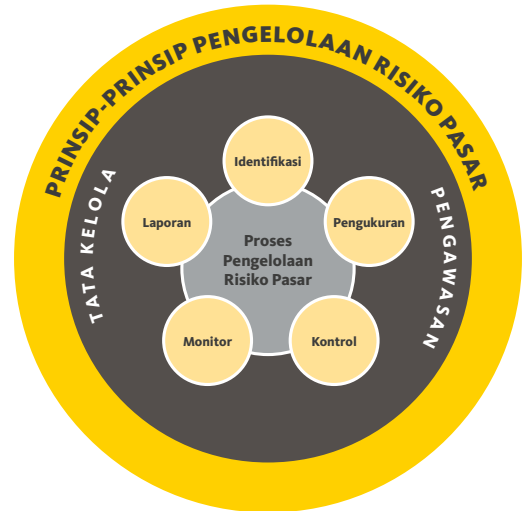 PRINSIP-PRINSIP PENGELOLAAN RISIKO PASAR
TATA KELOLA
PENGAWASAN
Identifikasi
Pengukuran
Kontrol
Monitor
Laporan
Proses
Pengelolaan
Risiko Pasar